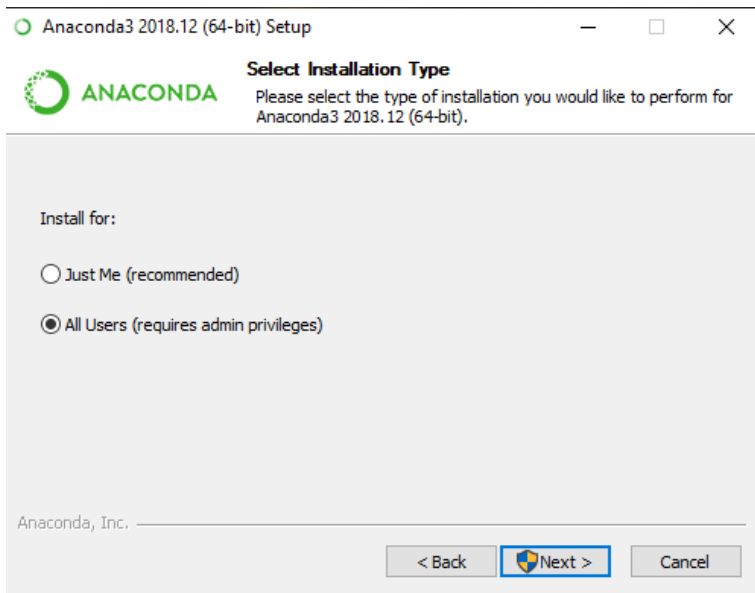 Anaconda3 2018.12 (64-bit) Setup
ANACONDA
Select Installation Type
Please select the type of installation you would like to perform for
Anaconda3 2018.12 (64-bit).
Install for:
Just Me (recommended)
All Users (requires admin privileges)
Anaconda, Inc.
< Back
Next >
Cancel